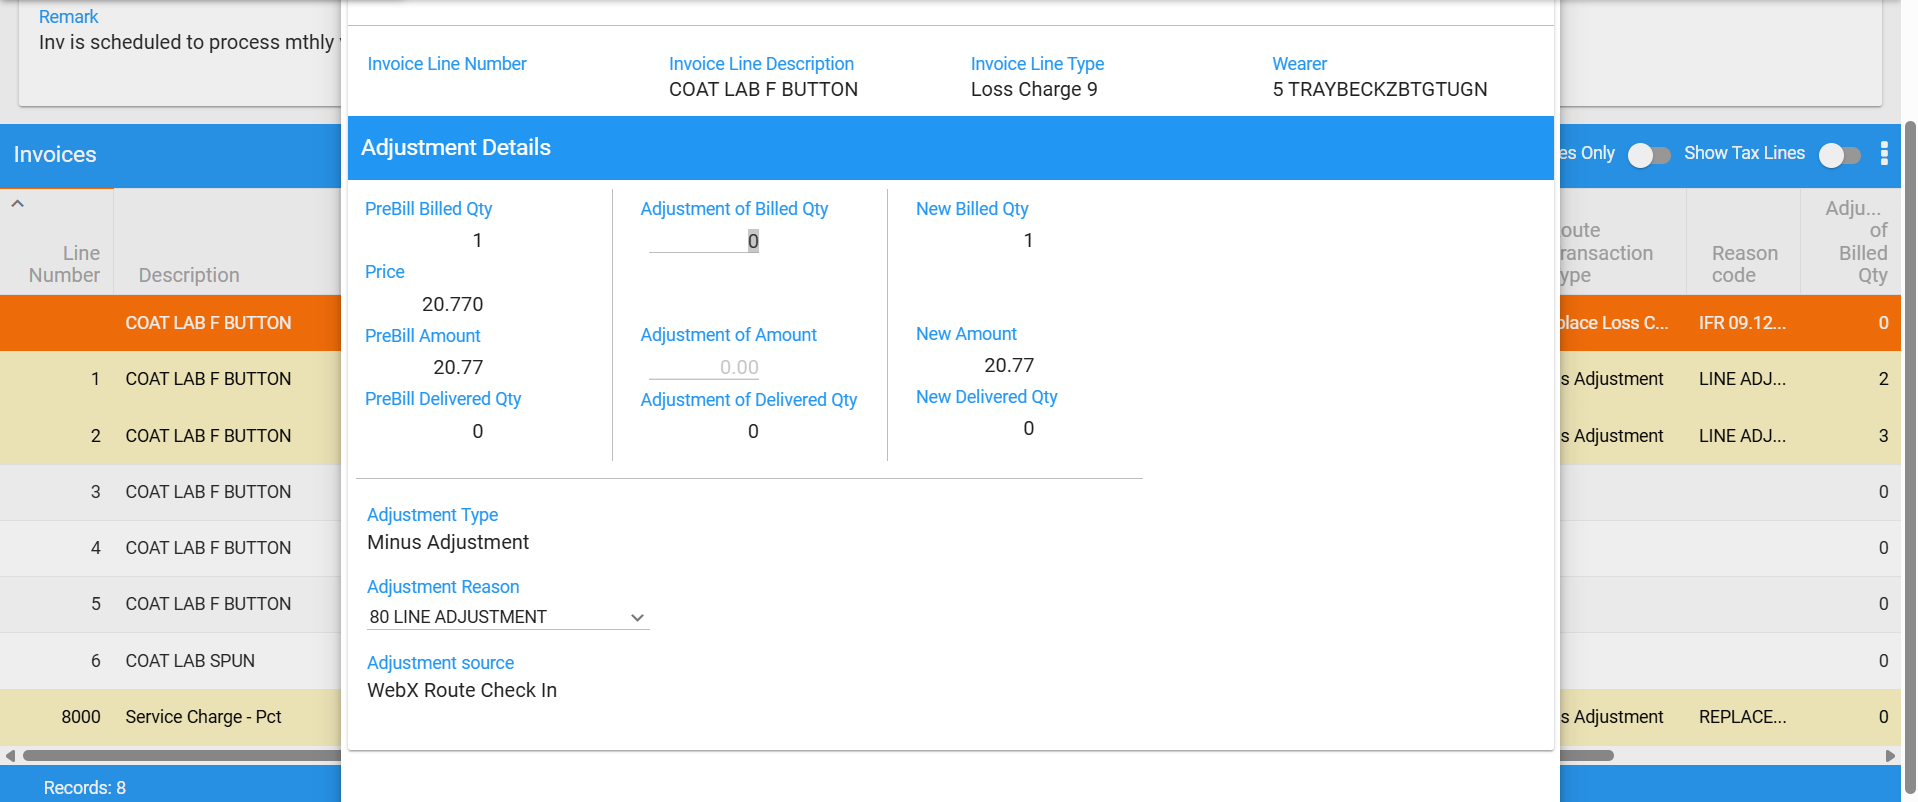 Remark
Inv is scheduled to process mthly
Invoice Line Number
Invoice Line Description
COAT LAB F BUTTON
Invoice Line Type
Loss Charge 9
Wearer
5 TRAYBECKZBTGTUGN
Invoices
Adjustment Details
es Only
Show Tax Lines
Line
Number
Description
PreBill Billed Qty
1
Price
20.770
PreBill Amount
20.77
PreBill Delivered Qty
0
Adjustment of Billed Qty
0
Adjustment of Amount
0.00
Adjustment of Delivered Qty
0
New Billed Qty
1
New Amount
20.77
New Delivered Qty
0
oute
ransaction
ype
Reason
code
Adju...
of
Billed
Qty
COAT LAB F BUTTON
place Loss C... IFR 09.12... 0
1 COAT LAB F BUTTON
s Adjustment LINE ADJ... 2
2 COAT LAB F BUTTON
s Adjustment LINE ADJ... 3
3 COAT LAB F BUTTON
0
4 COAT LAB F BUTTON
0
5 COAT LAB F BUTTON
0
6 COAT LAB SPUN
0
8000 Service Charge - Pct
s Adjustment REPLACE... 0
Adjustment Type
Minus Adjustment
Adjustment Reason
80 LINE ADJUSTMENT
Adjustment source
WebX Route Check In
Records: 8